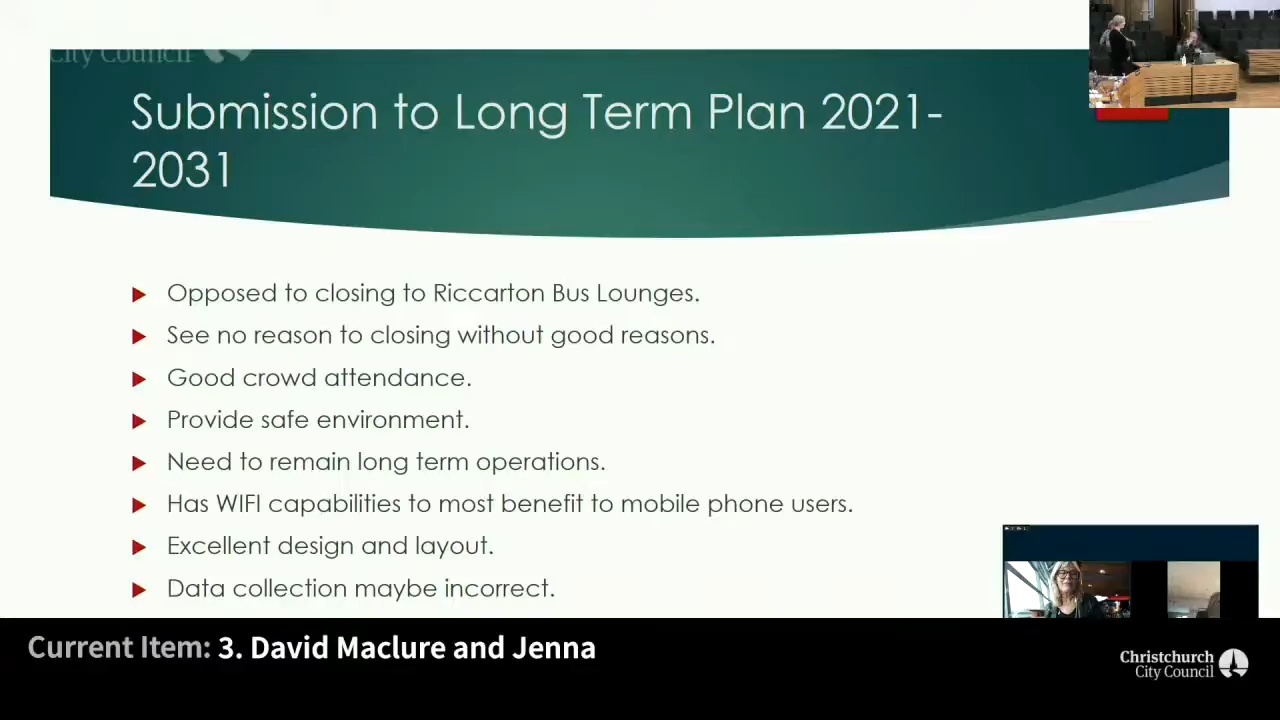 City Council
Submission to Long Term Plan 2021-
2031
Opposed to closing to Riccarton Bus Lounges.
See no reason to closing without good reasons.
Good crowd attendance.
Provide safe environment.
Need to remain long term operations.
Has WIFI capabilities to most benefit to mobile phone users.
Excellent design and layout.
Data collection maybe incorrect.
Current Item: 3. David Maclure and Jenna
Christchurch
City Council